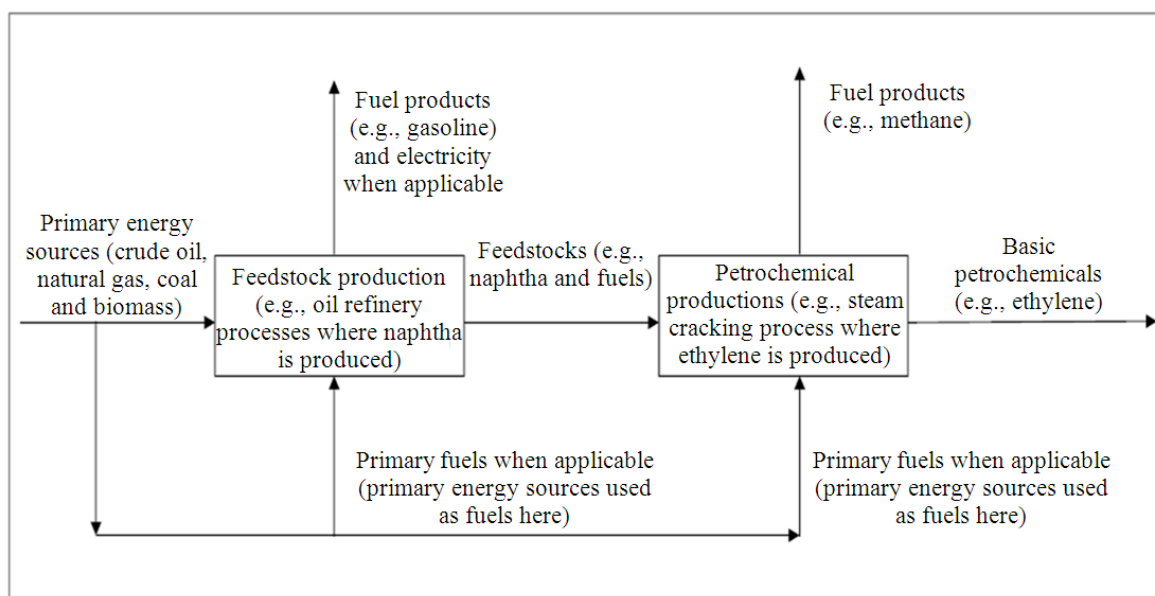 Fuel products
(e.g., gasoline)
and electricity
when applicable
Fuel products
(e.g., methane)
Primary energy
sources (crude oil,
natural gas, coal
and biomass)
Feedstock production
(e.g., oil refinery
processes where naphtha
is produced)
Feedstocks (e.g.,
naphtha and fuels)
Petrochemical
productions (e.g., steam
cracking process where
ethylene is produced)
Basic
petrochemicals
(e.g., ethylene)
Primary fuels when applicable
(primary energy sources used
as fuels here)
Primary fuels when applicable
(primary energy sources used
as fuels here)